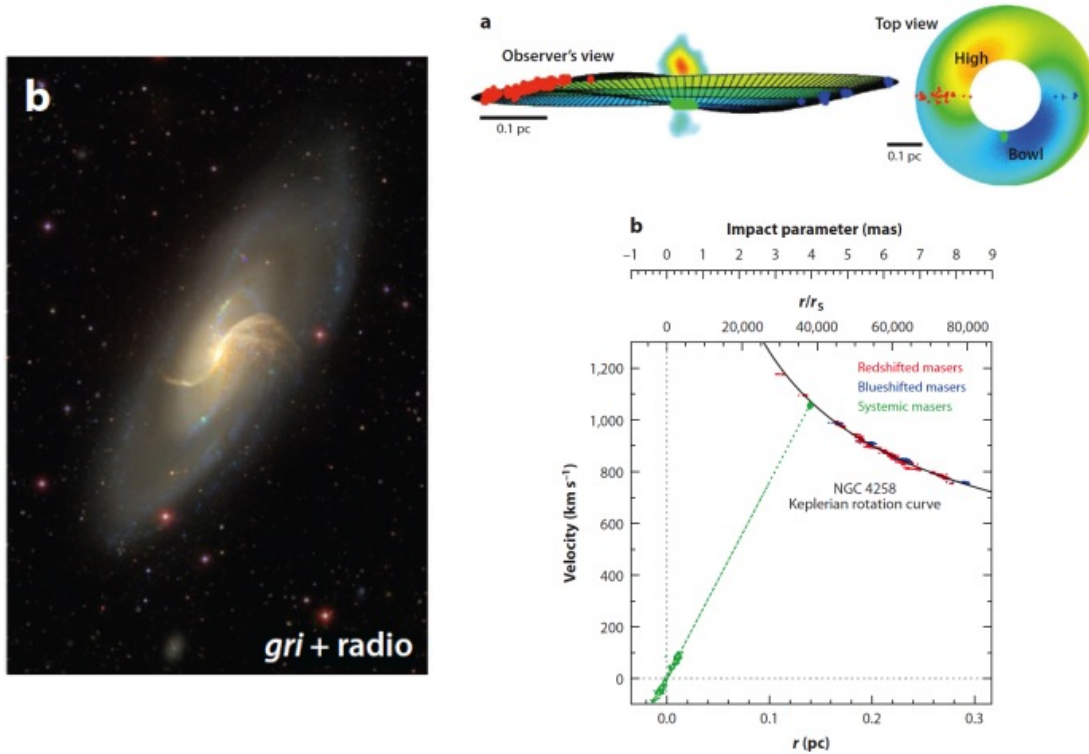 b
gri + radio
a
Observer's view
0.1 pc
Top view
High
Bowl
0.1 pc
b
Impact parameter (mas)
–1 0 1 2 3 4 5 6 7 8 9
r/rS
0 20,000 40,000 60,000 80,000
1,200
1,000
800
600
400
200
0
Velocity (km s–1)
Redshifted masers
Blueshifted masers
Systemic masers
NGC 4258
Keplerian rotation curve
0.0 0.1 0.2 0.3
r (pc)